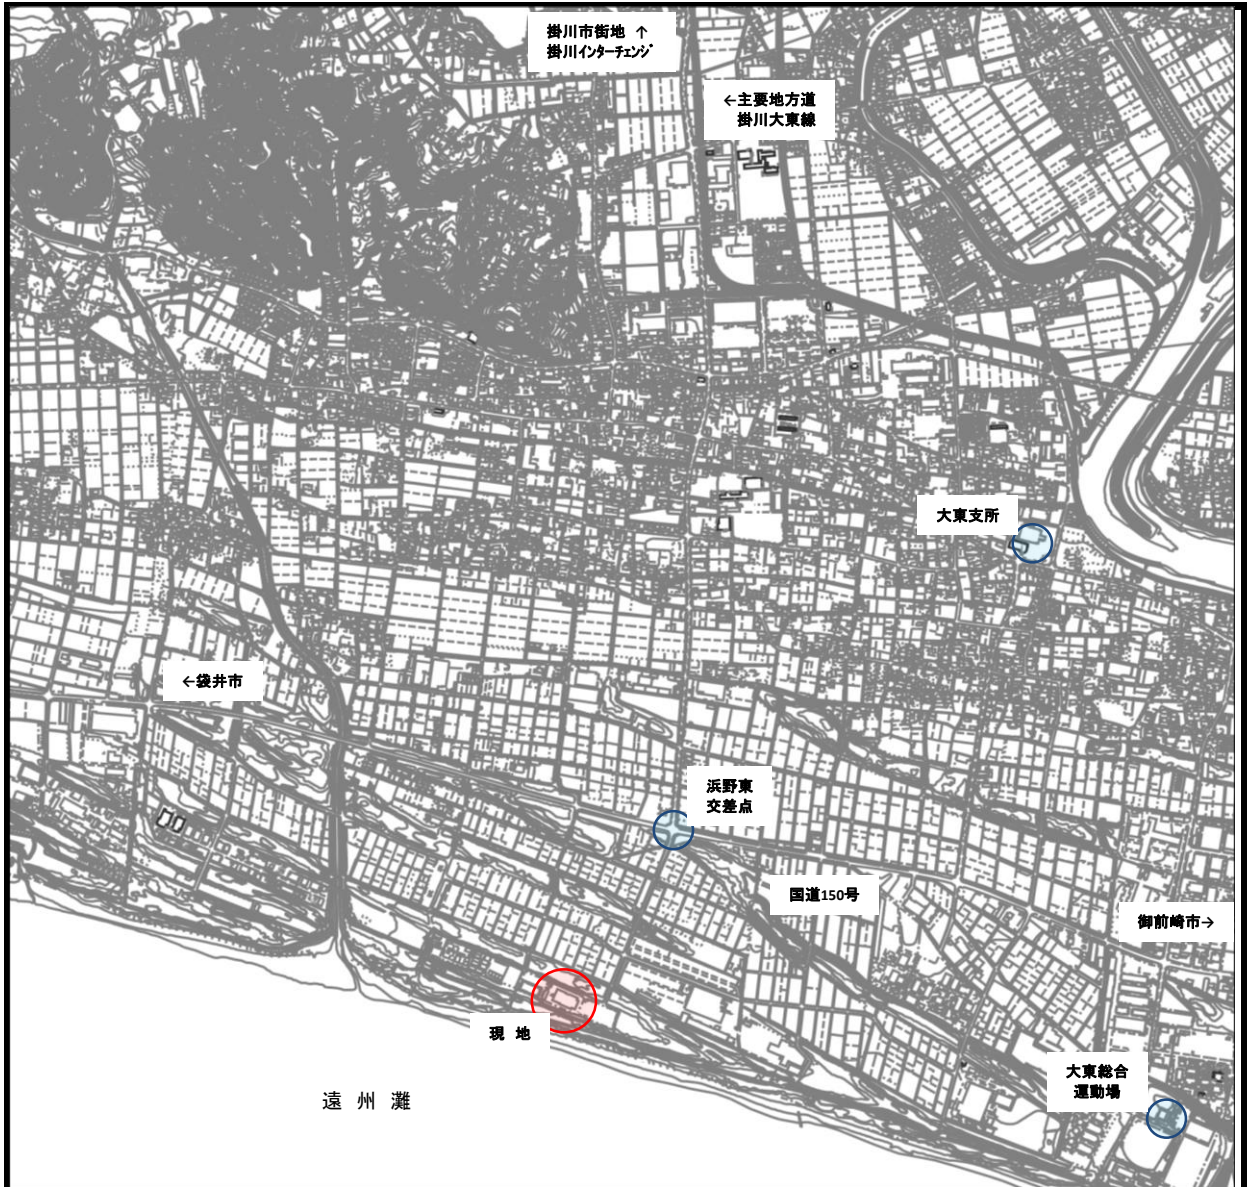 掛川市街地 ↑
掛川インターチェンジ
←主要地方道
掛川大東線
大東支所
←袋井市
浜野東
交差点
国道150号
御前崎市→
現 地
大東総合
運動場
遠 州 灘